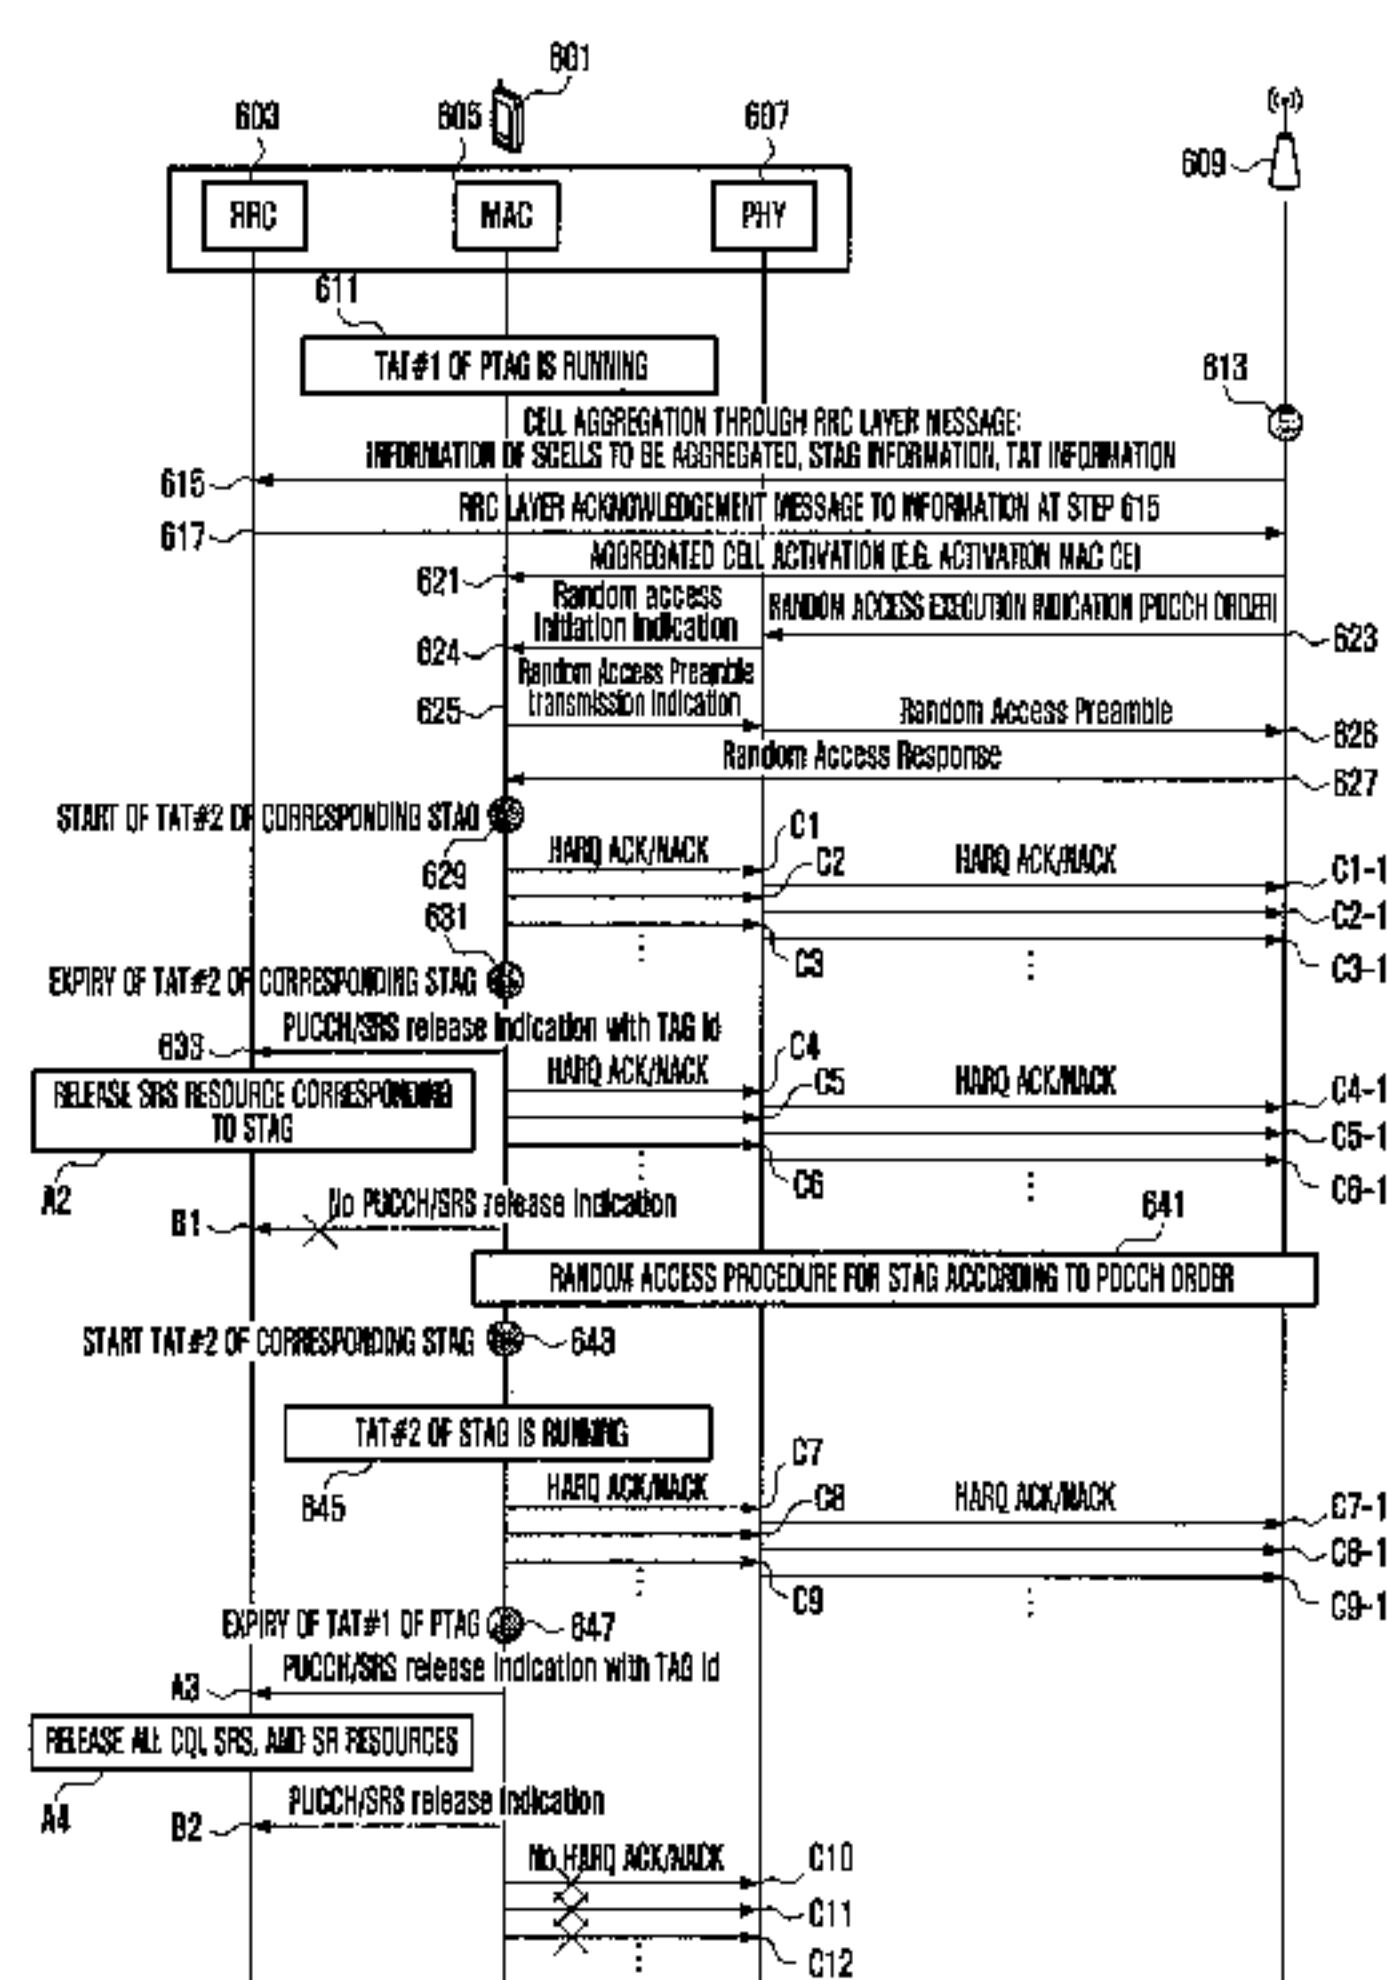 601
603
605
607
609
RRC
MAC
PHY
611
TAT#1 OF PTAG IS RUNNING
613
CELL AGGREGATION THROUGH RRC LAYER MESSAGE:
INFORMATION OF SCELLS TO BE AGGREGATED, STAG INFORMATION, TAT INFORMATION
615
RRC LAYER ACKNOWLEDGEMENT MESSAGE TO INFORMATION AT STEP 615
617
AGGREGATED CELL ACTIVATION (E.G. ACTIVATION MAC CE)
621
Random access
Initiation Indication
RANDOM ACCESS EXECUTION INDICATION (PDCCH ORDER)
623
624
Random Access Preamble
transmission indication
625
Random Access Preamble
626
Random Access Response
627
START OF TAT#2 OF CORRESPONDING STAG
629
HARQ ACK/NACK
C1
C2
HARQ ACK/NACK
C1-1
C2-1
631
C3
C3-1
EXPIRY OF TAT#2 OF CORRESPONDING STAG
PUCCH/SRS release indication with TAG id
633
HARQ ACK/NACK
C4
C5
HARQ ACK/NACK
C4-1
C5-1
RELEASE SRS RESOURCE CORRESPONDING
TO STAG
C6
C6-1
A2
No PUCCH/SRS release indication
B1
641
RANDOM ACCESS PROCEDURE FOR STAG ACCORDING TO PDCCH ORDER
START TAT#2 OF CORRESPONDING STAG
643
TAT#2 OF STAG IS RUNNING
645
HARQ ACK/NACK
C7
C8
HARQ ACK/NACK
C7-1
C8-1
C9
C9-1
EXPIRY OF TAT#1 OF PTAG
647
PUCCH/SRS release indication with TAG id
A3
RELEASE ALL CQI, SRS, AND SR RESOURCES
A4
PUCCH/SRS release indication
B2
No HARQ ACK/NACK
C10
C11
C12